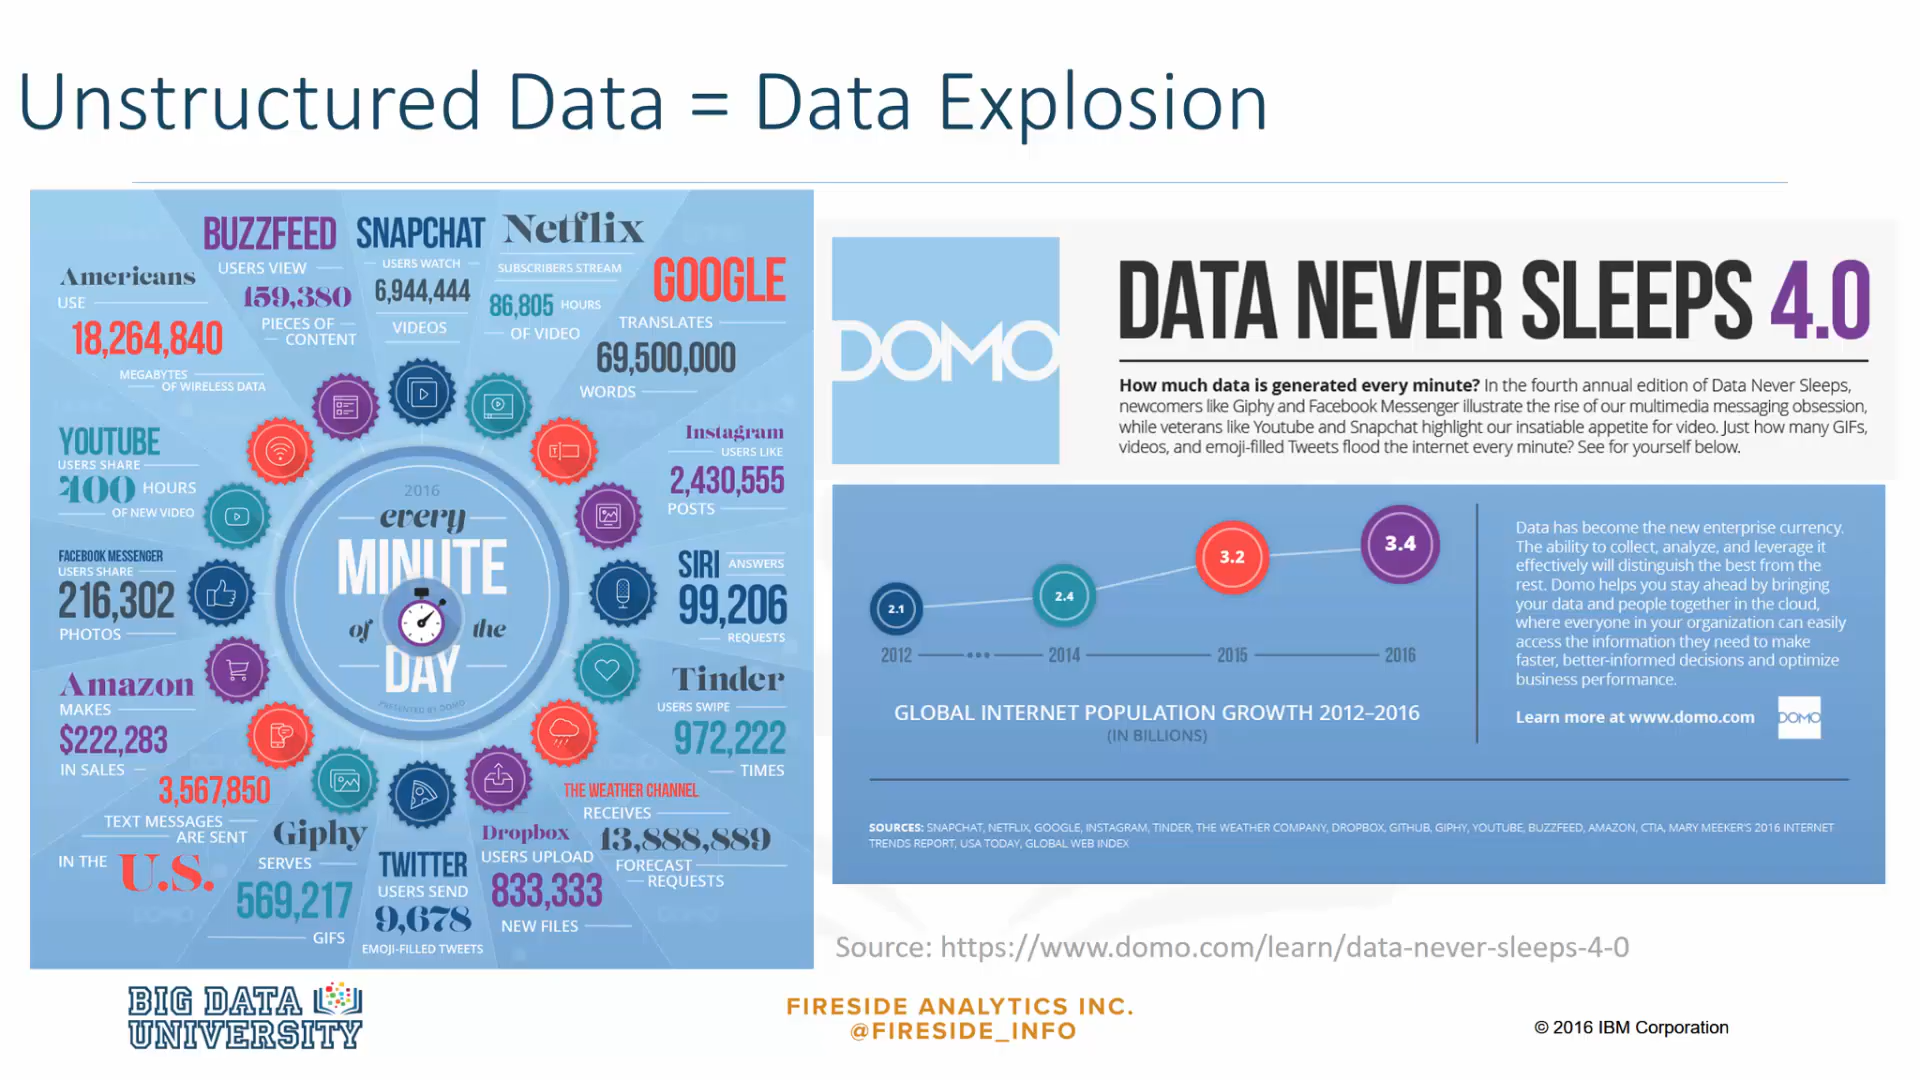 Unstructured Data = Data Explosion
Americans
USE
18,264,840
MEGABYTES
OF WIRELESS DATA
BUZZFEED
USERS VIEW
159,380
PIECES OF
CONTENT
SNAPCHAT
USERS WATCH
6,944,444
VIDEOS
Netflix
SUBSCRIBERS STREAM
86,805 HOURS
OF VIDEO
GOOGLE
TRANSLATES
69,500,000
WORDS
YOUTUBE
USERS SHARE
400 HOURS
OF NEW VIDEO
Instagram
USERS LIKE
2,430,555
POSTS
FACEBOOK MESSENGER
USERS SHARE
216,302
PHOTOS
2016
every
MINUTE
of the
DAY
PRESENTED BY DOMO
SIRI ANSWERS
99,206
REQUESTS
Amazon
MAKES
$222,283
IN SALES
Tinder
USERS SWIPE
972,222
TIMES
3,567,850
TEXT MESSAGES
ARE SENT
IN THE U.S.
Giphy
SERVES
569,217
GIFS
TWITTER
USERS SEND
9,678
EMOJI-FILLED TWEETS
Dropbox
USERS UPLOAD
833,333
NEW FILES
THE WEATHER CHANNEL
RECEIVES
13,888,889
FORECAST
REQUESTS
DOMO
DATA NEVER SLEEPS 4.0
How much data is generated every minute? In the fourth annual edition of Data Never Sleeps,
newcomers like Giphy and Facebook Messenger illustrate the rise of our multimedia messaging obsession,
while veterans like Youtube and Snapchat highlight our insatiable appetite for video. Just how many GIFs,
videos, and emoji-filled Tweets flood the internet every minute? See for yourself below.
2.1
2.4
3.2
3.4
2012 ••• 2014 2015 2016
GLOBAL INTERNET POPULATION GROWTH 2012–2016
(IN BILLIONS)
Data has become the new enterprise currency.
The ability to collect, analyze, and leverage it
effectively will distinguish the best from the
rest. Domo helps you stay ahead by bringing
your data and people together in the cloud,
where everyone in your organization can easily
access the information they need to make
faster, better-informed decisions and optimize
business performance.
Learn more at www.domo.com DOMO
SOURCES: SNAPCHAT, NETFLIX, GOOGLE, INSTAGRAM, TINDER, THE WEATHER COMPANY, DROPBOX, GITHUB, GIPHY, YOUTUBE, BUZZFEED, AMAZON, CTIA, MARY MEEKER'S 2016 INTERNET
TRENDS REPORT, USA TODAY, GLOBAL WEB INDEX
Source: https://www.domo.com/learn/data-never-sleeps-4-0
BIG DATA
UNIVERSITY
FIRESIDE ANALYTICS INC.
@FIRESIDE_INFO
© 2016 IBM Corporation